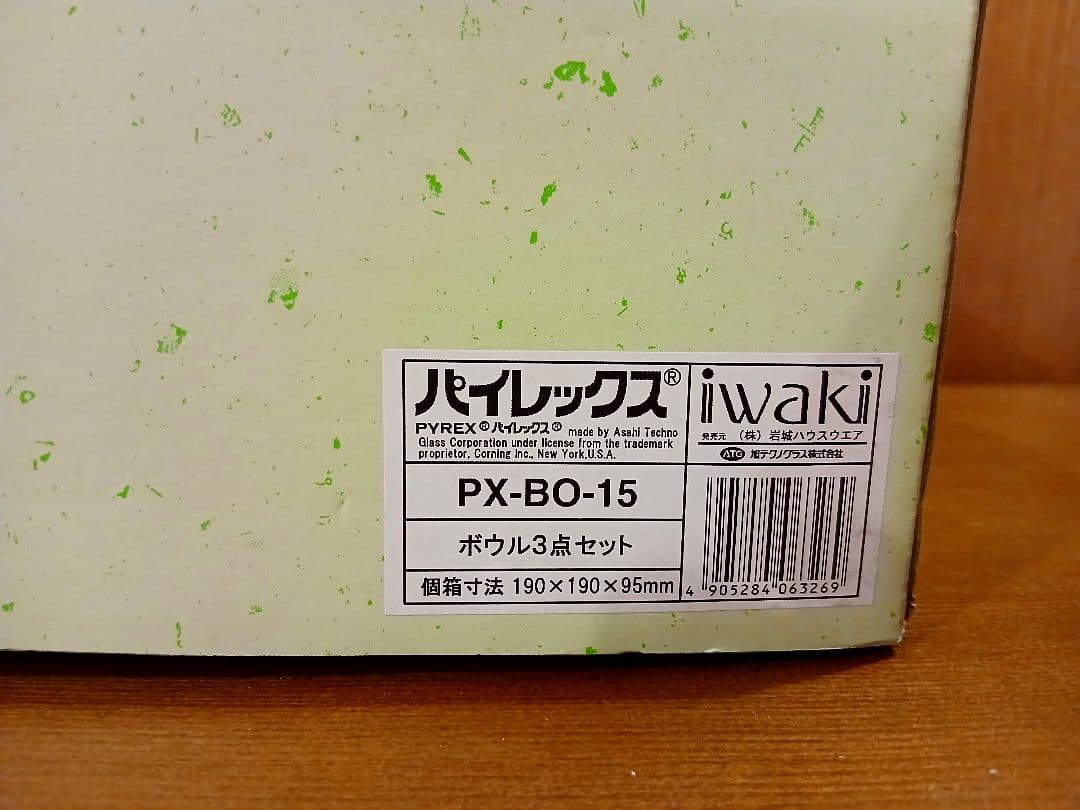 パイレックス®
PYREX® パイレックス® made by Asahi Techno
Glass Corporation under license from the trademark
proprietor, Corning Inc., New York, U.S.A.
PX-BO-15
ボウル3点セット
個箱寸法 190×190×95mm
iwaki
発売元 (株) 岩城ハウスウエア
ATG 旭テクノグラス株式会社
4 905284 063269